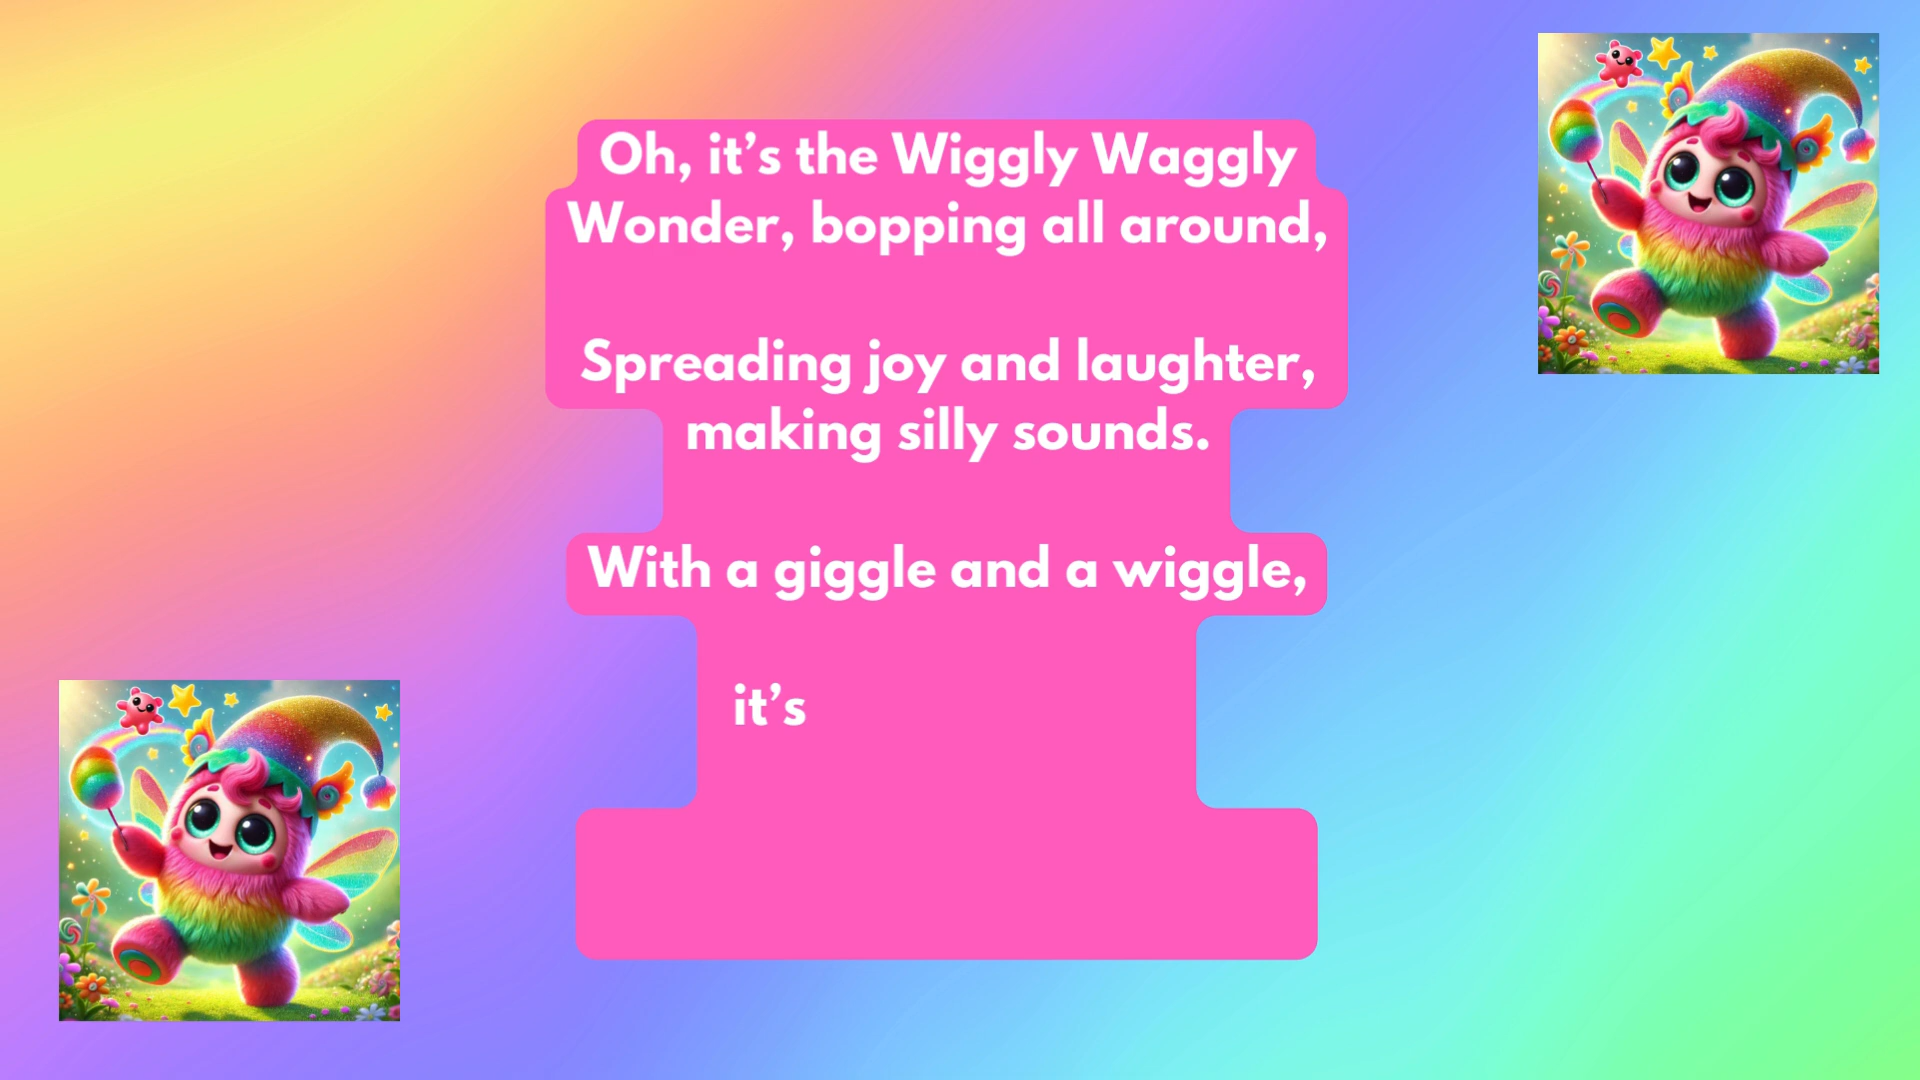 Oh, it’s the Wiggly Waggly
Wonder, bopping all around,
Spreading joy and laughter,
making silly sounds.
With a giggle and a wiggle,
it’s